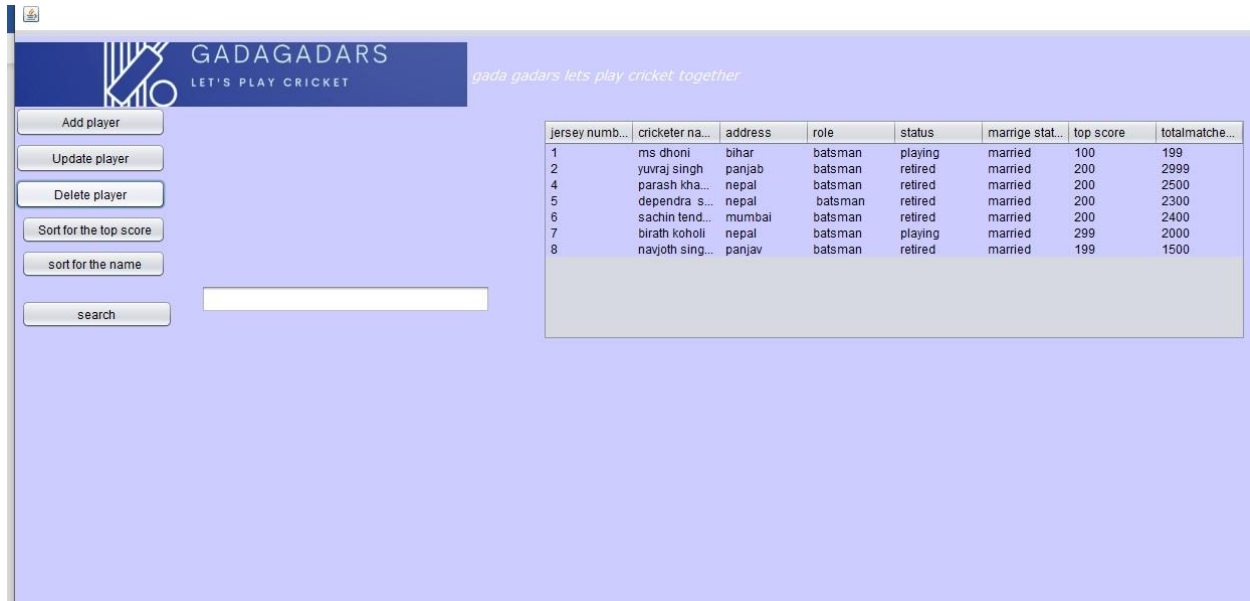 GADAGADARS
LET'S PLAY CRICKET
gada gadars lets play cricket together
Add player
Update player
Delete player
Sort for the top score
sort for the name
search
jersey numb... cricketer na... address role status marrige stat... top score totalmatche...
1 ms dhoni bihar batsman playing married 100 199
2 yuvraj singh panjab batsman retired married 200 2999
4 parash kha... nepal batsman retired married 200 2500
5 dependra s... nepal batsman retired married 200 2300
6 sachin tend... mumbai batsman retired married 200 2400
7 birath koholi nepal batsman playing married 299 2000
8 navjoth sing... panjav batsman retired married 199 1500